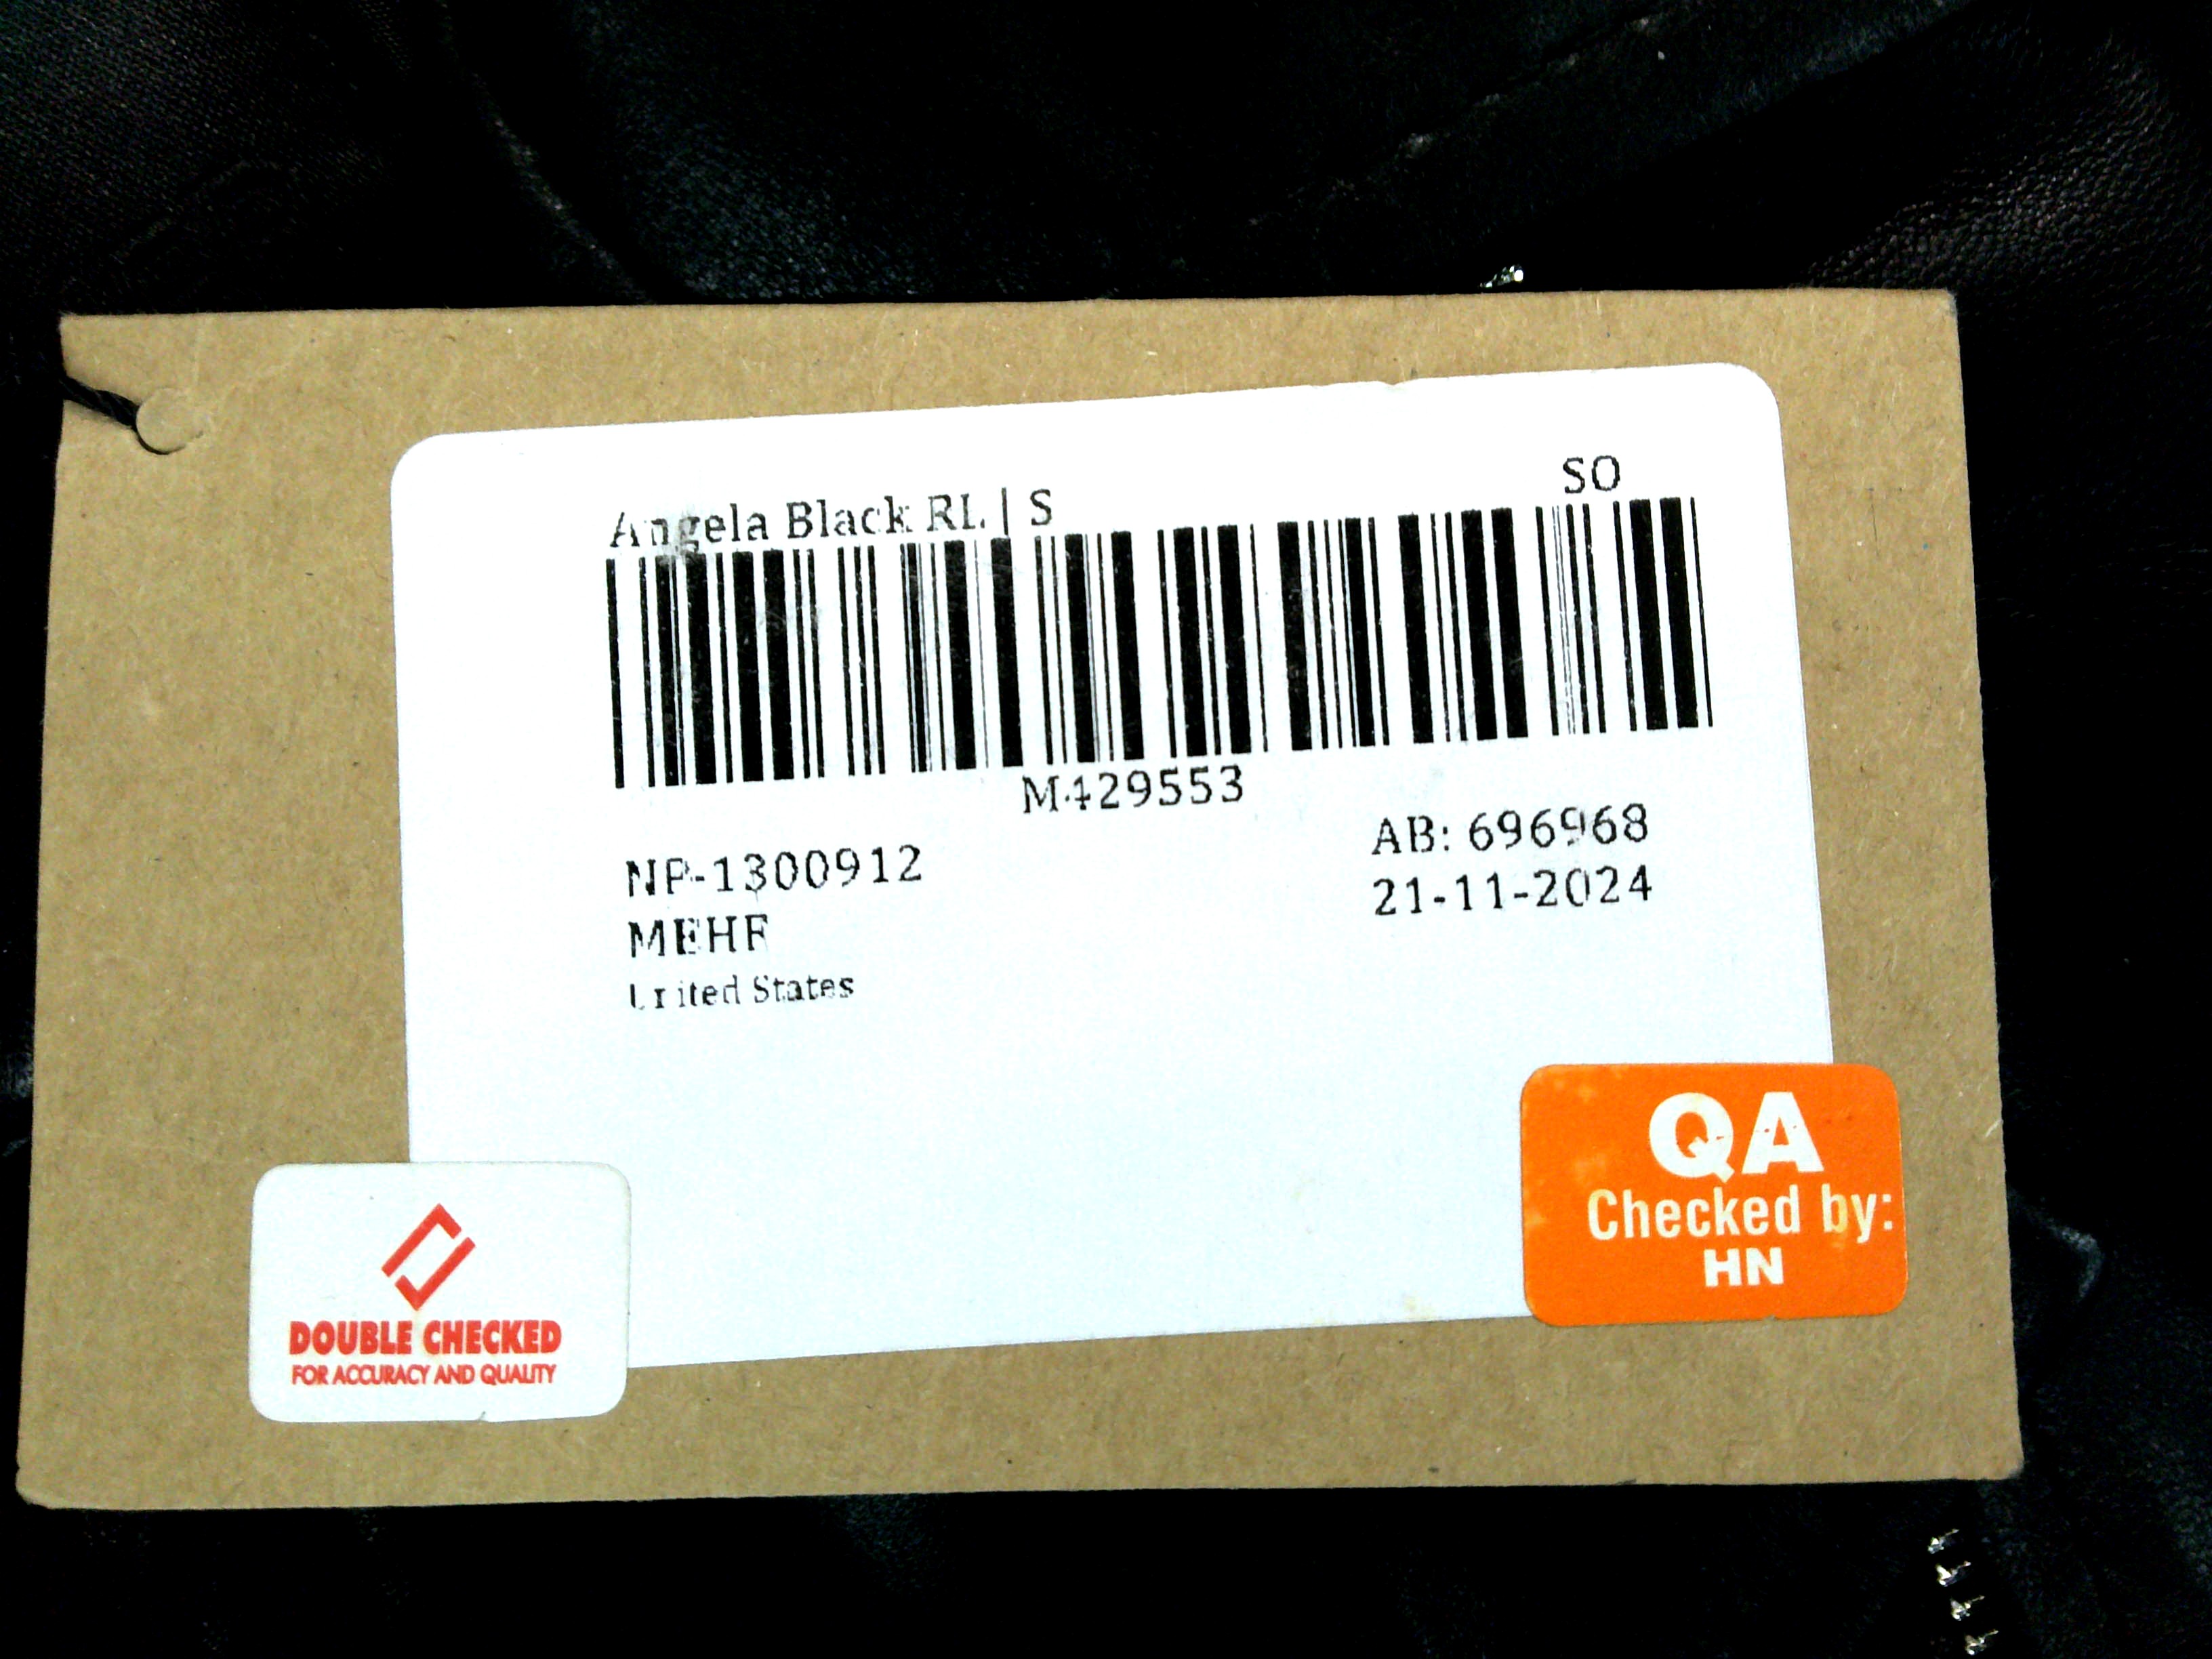 SO
Angela Black RL | S
M429553
AB: 696968
NP-1300912
21-11-2024
MEHR
United States
QA
Checked by:
HN
DOUBLE CHECKED
FOR ACCURACY AND QUALITY